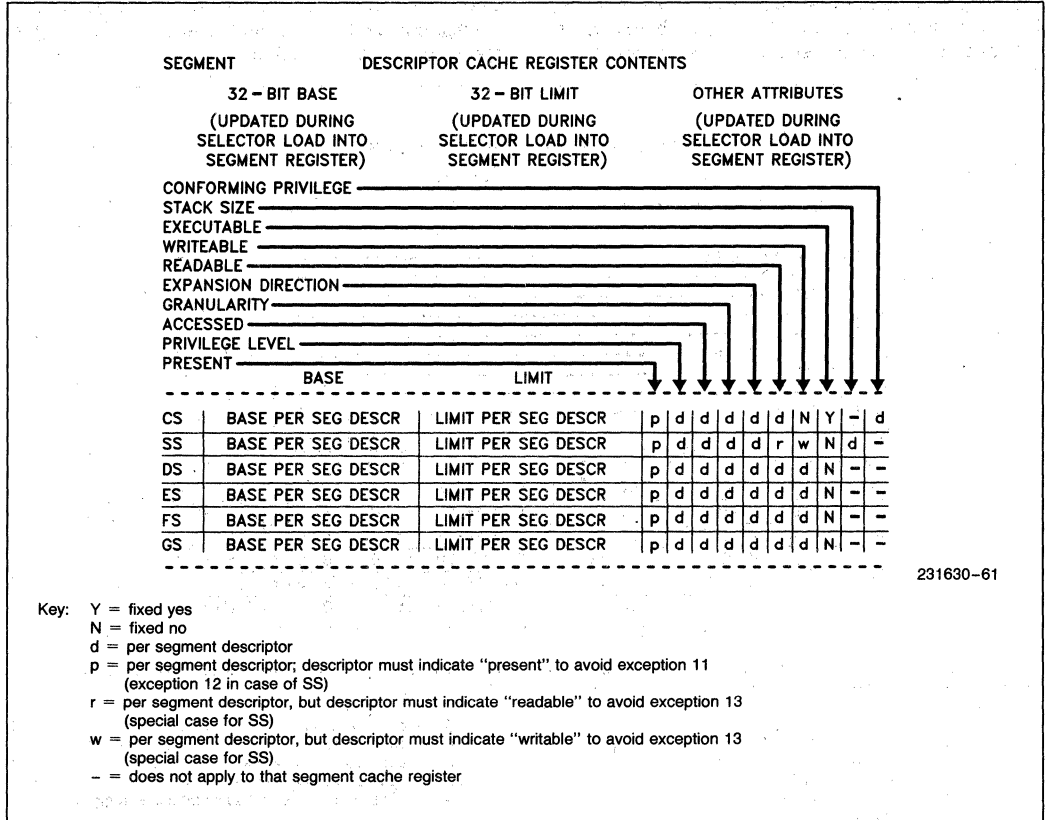 SEGMENT DESCRIPTOR CACHE REGISTER CONTENTS
32 – BIT BASE 32 – BIT LIMIT OTHER ATTRIBUTES
(UPDATED DURING (UPDATED DURING (UPDATED DURING
SELECTOR LOAD INTO SELECTOR LOAD INTO SELECTOR LOAD INTO
SEGMENT REGISTER) SEGMENT REGISTER) SEGMENT REGISTER)
CONFORMING PRIVILEGE
STACK SIZE
EXECUTABLE
WRITEABLE
READABLE
EXPANSION DIRECTION
GRANULARITY
ACCESSED
PRIVILEGE LEVEL
PRESENT
BASE LIMIT
CS | BASE PER SEG DESCR | LIMIT PER SEG DESCR | p | d | d | d | d | d | N | Y | – | d
SS | BASE PER SEG DESCR | LIMIT PER SEG DESCR | p | d | d | d | d | r | w | N | d | –
DS | BASE PER SEG DESCR | LIMIT PER SEG DESCR | p | d | d | d | d | d | d | N | – | –
ES | BASE PER SEG DESCR | LIMIT PER SEG DESCR | p | d | d | d | d | d | d | N | – | –
FS | BASE PER SEG DESCR | LIMIT PER SEG DESCR | p | d | d | d | d | d | d | N | – | –
GS | BASE PER SEG DESCR | LIMIT PER SEG DESCR | p | d | d | d | d | d | d | N | – | –
231630–61
Key: Y = fixed yes
N = fixed no
d = per segment descriptor
p = per segment descriptor; descriptor must indicate "present" to avoid exception 11
(exception 12 in case of SS)
r = per segment descriptor, but descriptor must indicate "readable" to avoid exception 13
(special case for SS)
w = per segment descriptor, but descriptor must indicate "writable" to avoid exception 13
(special case for SS)
– = does not apply to that segment cache register